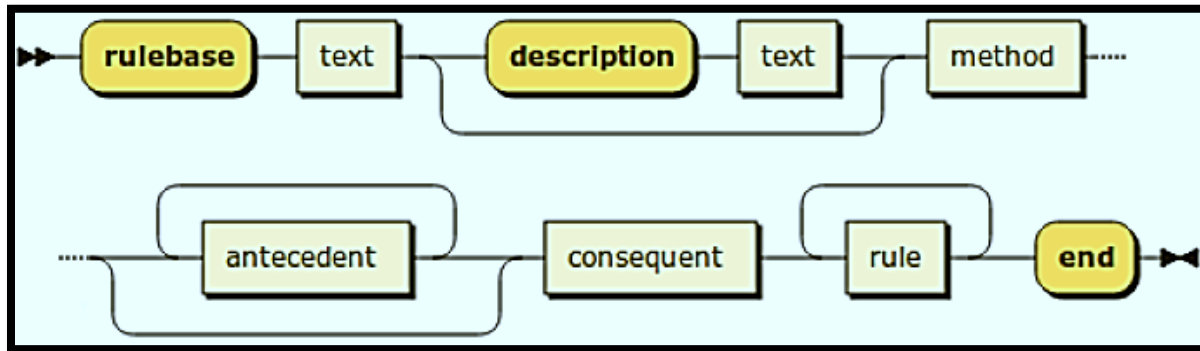 rulebase text description text method
antecedent consequent rule end